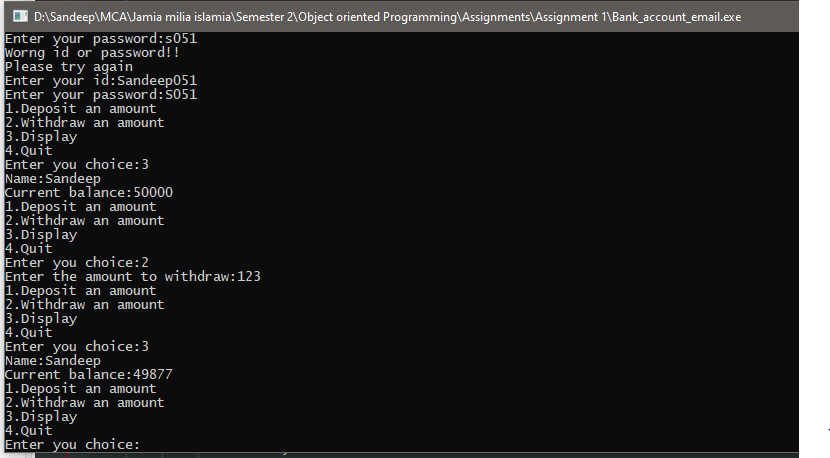 D:\Sandeep\MCA\Jamia milia islamia\Semester 2\Object oriented Programming\Assignments\Assignment 1\Bank_account_email.exe
Enter your password:s051
Worng id or password!!
Please try again
Enter your id:Sandeep051
Enter your password:S051
1.Deposit an amount
2.Withdraw an amount
3.Display
4.Quit
Enter you choice:3
Name:Sandeep
Current balance:50000
1.Deposit an amount
2.Withdraw an amount
3.Display
4.Quit
Enter you choice:2
Enter the amount to withdraw:123
1.Deposit an amount
2.Withdraw an amount
3.Display
4.Quit
Enter you choice:3
Name:Sandeep
Current balance:49877
1.Deposit an amount
2.Withdraw an amount
3.Display
4.Quit
Enter you choice: